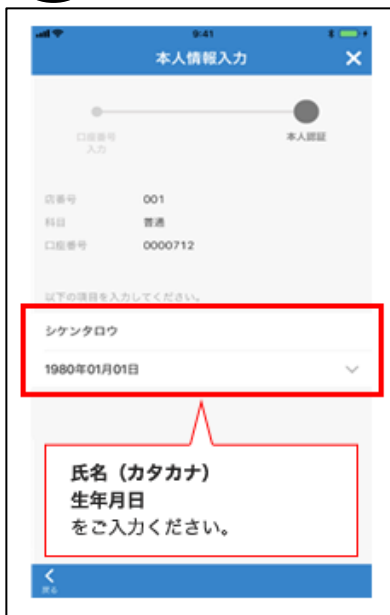 9:41
本人情報入力
口座番号
入力
本人認証
店番号 001
科目 普通
口座番号 0000712
以下の項目を入力してください。
シケンタロウ
1980年01月01日
氏名（カタカナ）
生年月日
をご入力ください。
戻る